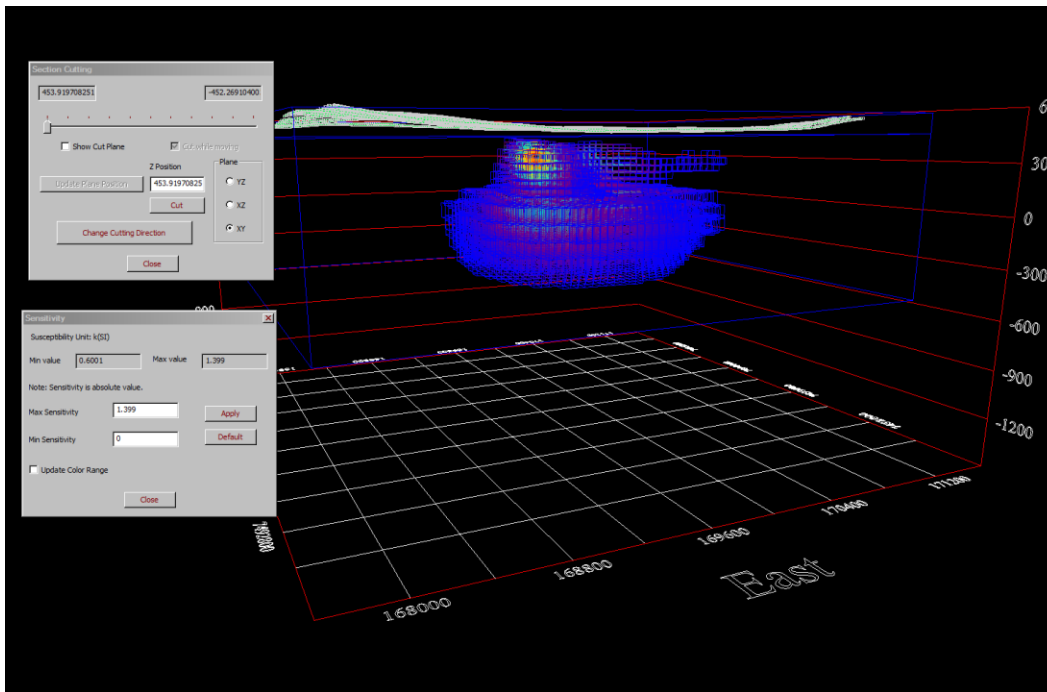 Section Cutting
453.919708251
-452.26910400
Show Cut Plane
Cut while moving
Z Position
Plane
Update Plane Position
453.91970825
YZ
Cut
XZ
Change Cutting Direction
XY
Close
Sensitivity
Susceptibility Unit: k(SI)
Min value
0.6001
Max value
1.399
Note: Sensitivity is absolute value.
Max Sensitivity
1.399
Apply
Min Sensitivity
0
Default
Update Color Range
Close
0
-300
-600
-900
-1200
168000
168800
169600
170400
171200
East